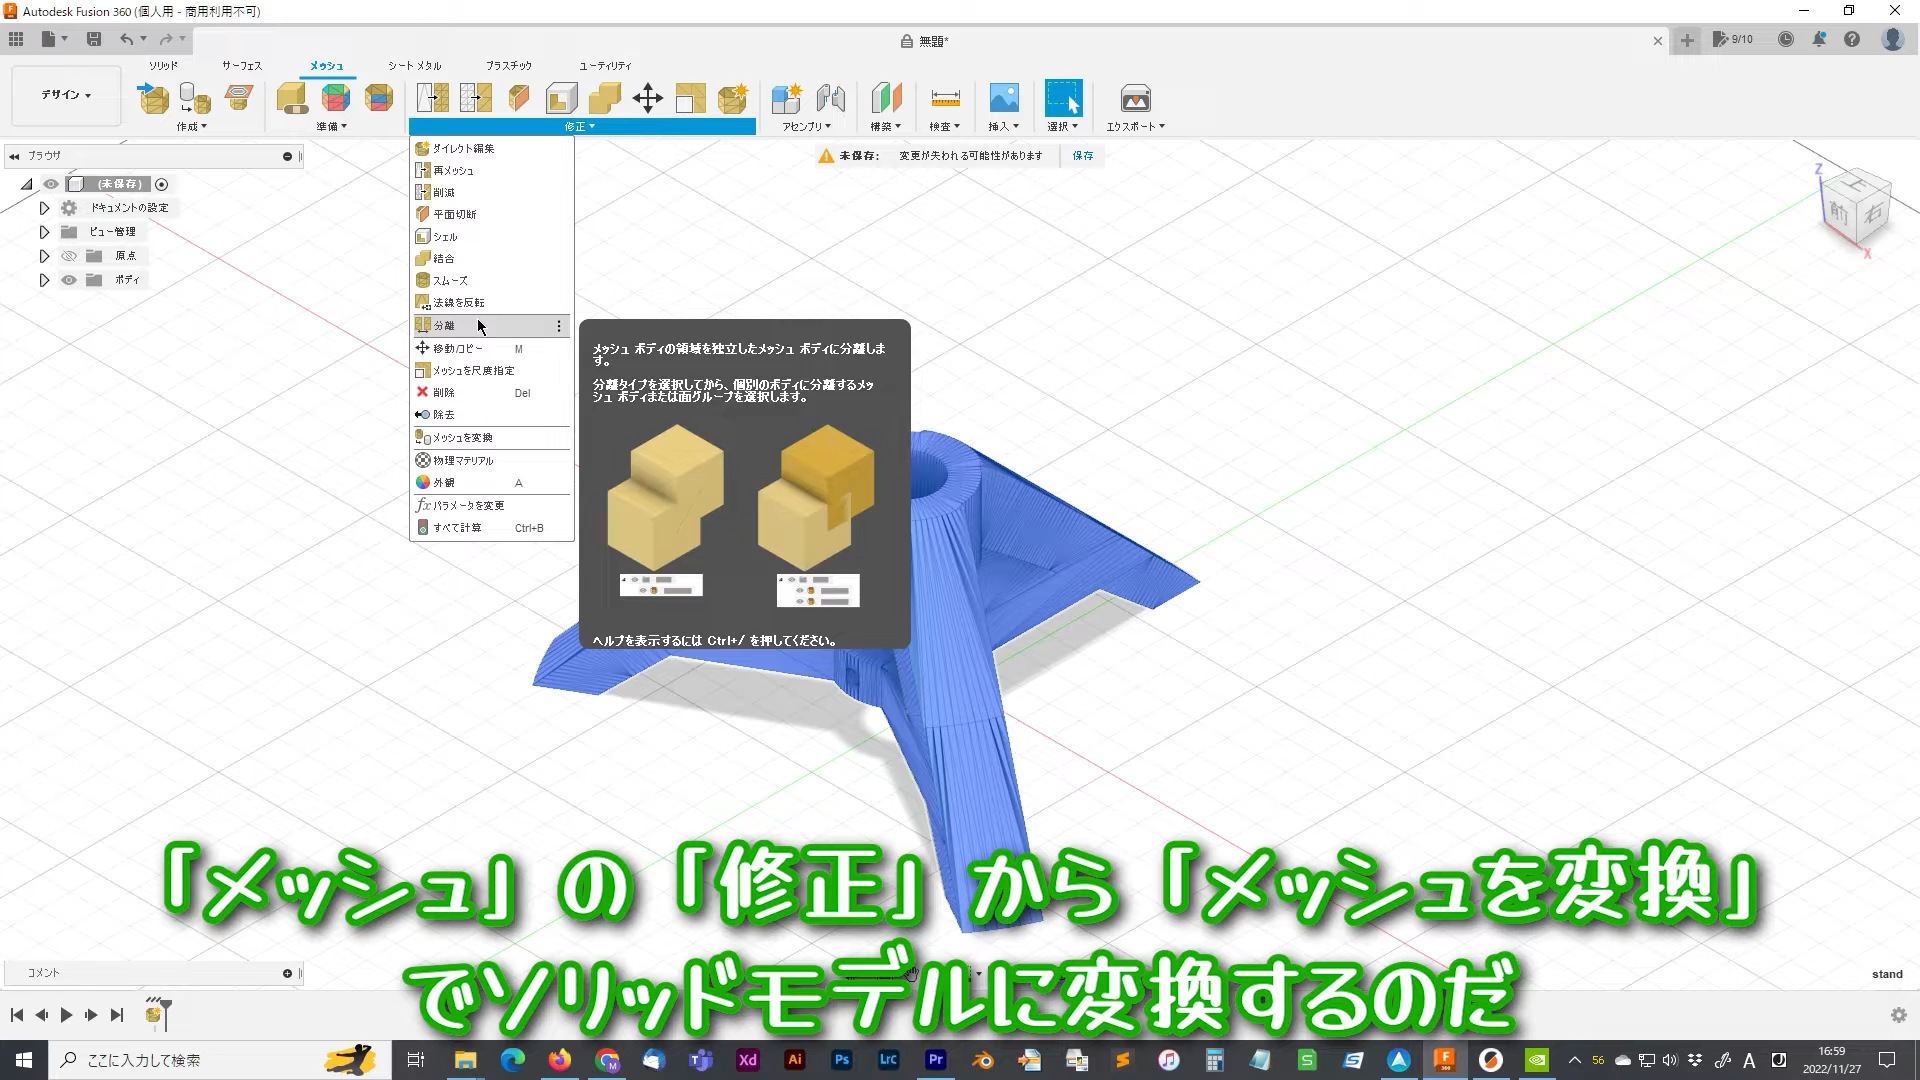 Autodesk Fusion 360 (個人用 - 商用利用不可)
無題*
9/10
ソリッド
サーフェス
メッシュ
シート メタル
プラスチック
ユーティリティ
デザイン
作成
準備
修正
アセンブリ
構築
検査
挿入
選択
エクスポート
ブラウザ
未保存:
変更が失われる可能性があります
保存
(未保存)
ドキュメントの設定
ビュー管理
原点
ボディ
ダイレクト編集
再メッシュ
削減
平面切断
シェル
結合
スムーズ
法線を反転
分離
移動/コピー M
メッシュを尺度指定
削除 Del
除去
メッシュを変換
物理マテリアル
外観 A
fx パラメータを変更
すべて計算 Ctrl+B
メッシュ ボディの領域を独立したメッシュ ボディに分離しま
す。
分離タイプを選択してから、個別のボディに分離するメッ
シュ ボディまたは面グループを選択します。
ヘルプを表示するには Ctrl+/ を押してください。
Z
上
前
右
X
「メッシュ」の「修正」から「メッシュを変換」
でソリッドモデルに変換するのだ
コメント
stand
ここに入力して検索
Xd
Ai
Ps
LrC
Pr
56
A
16:59
2022/11/27